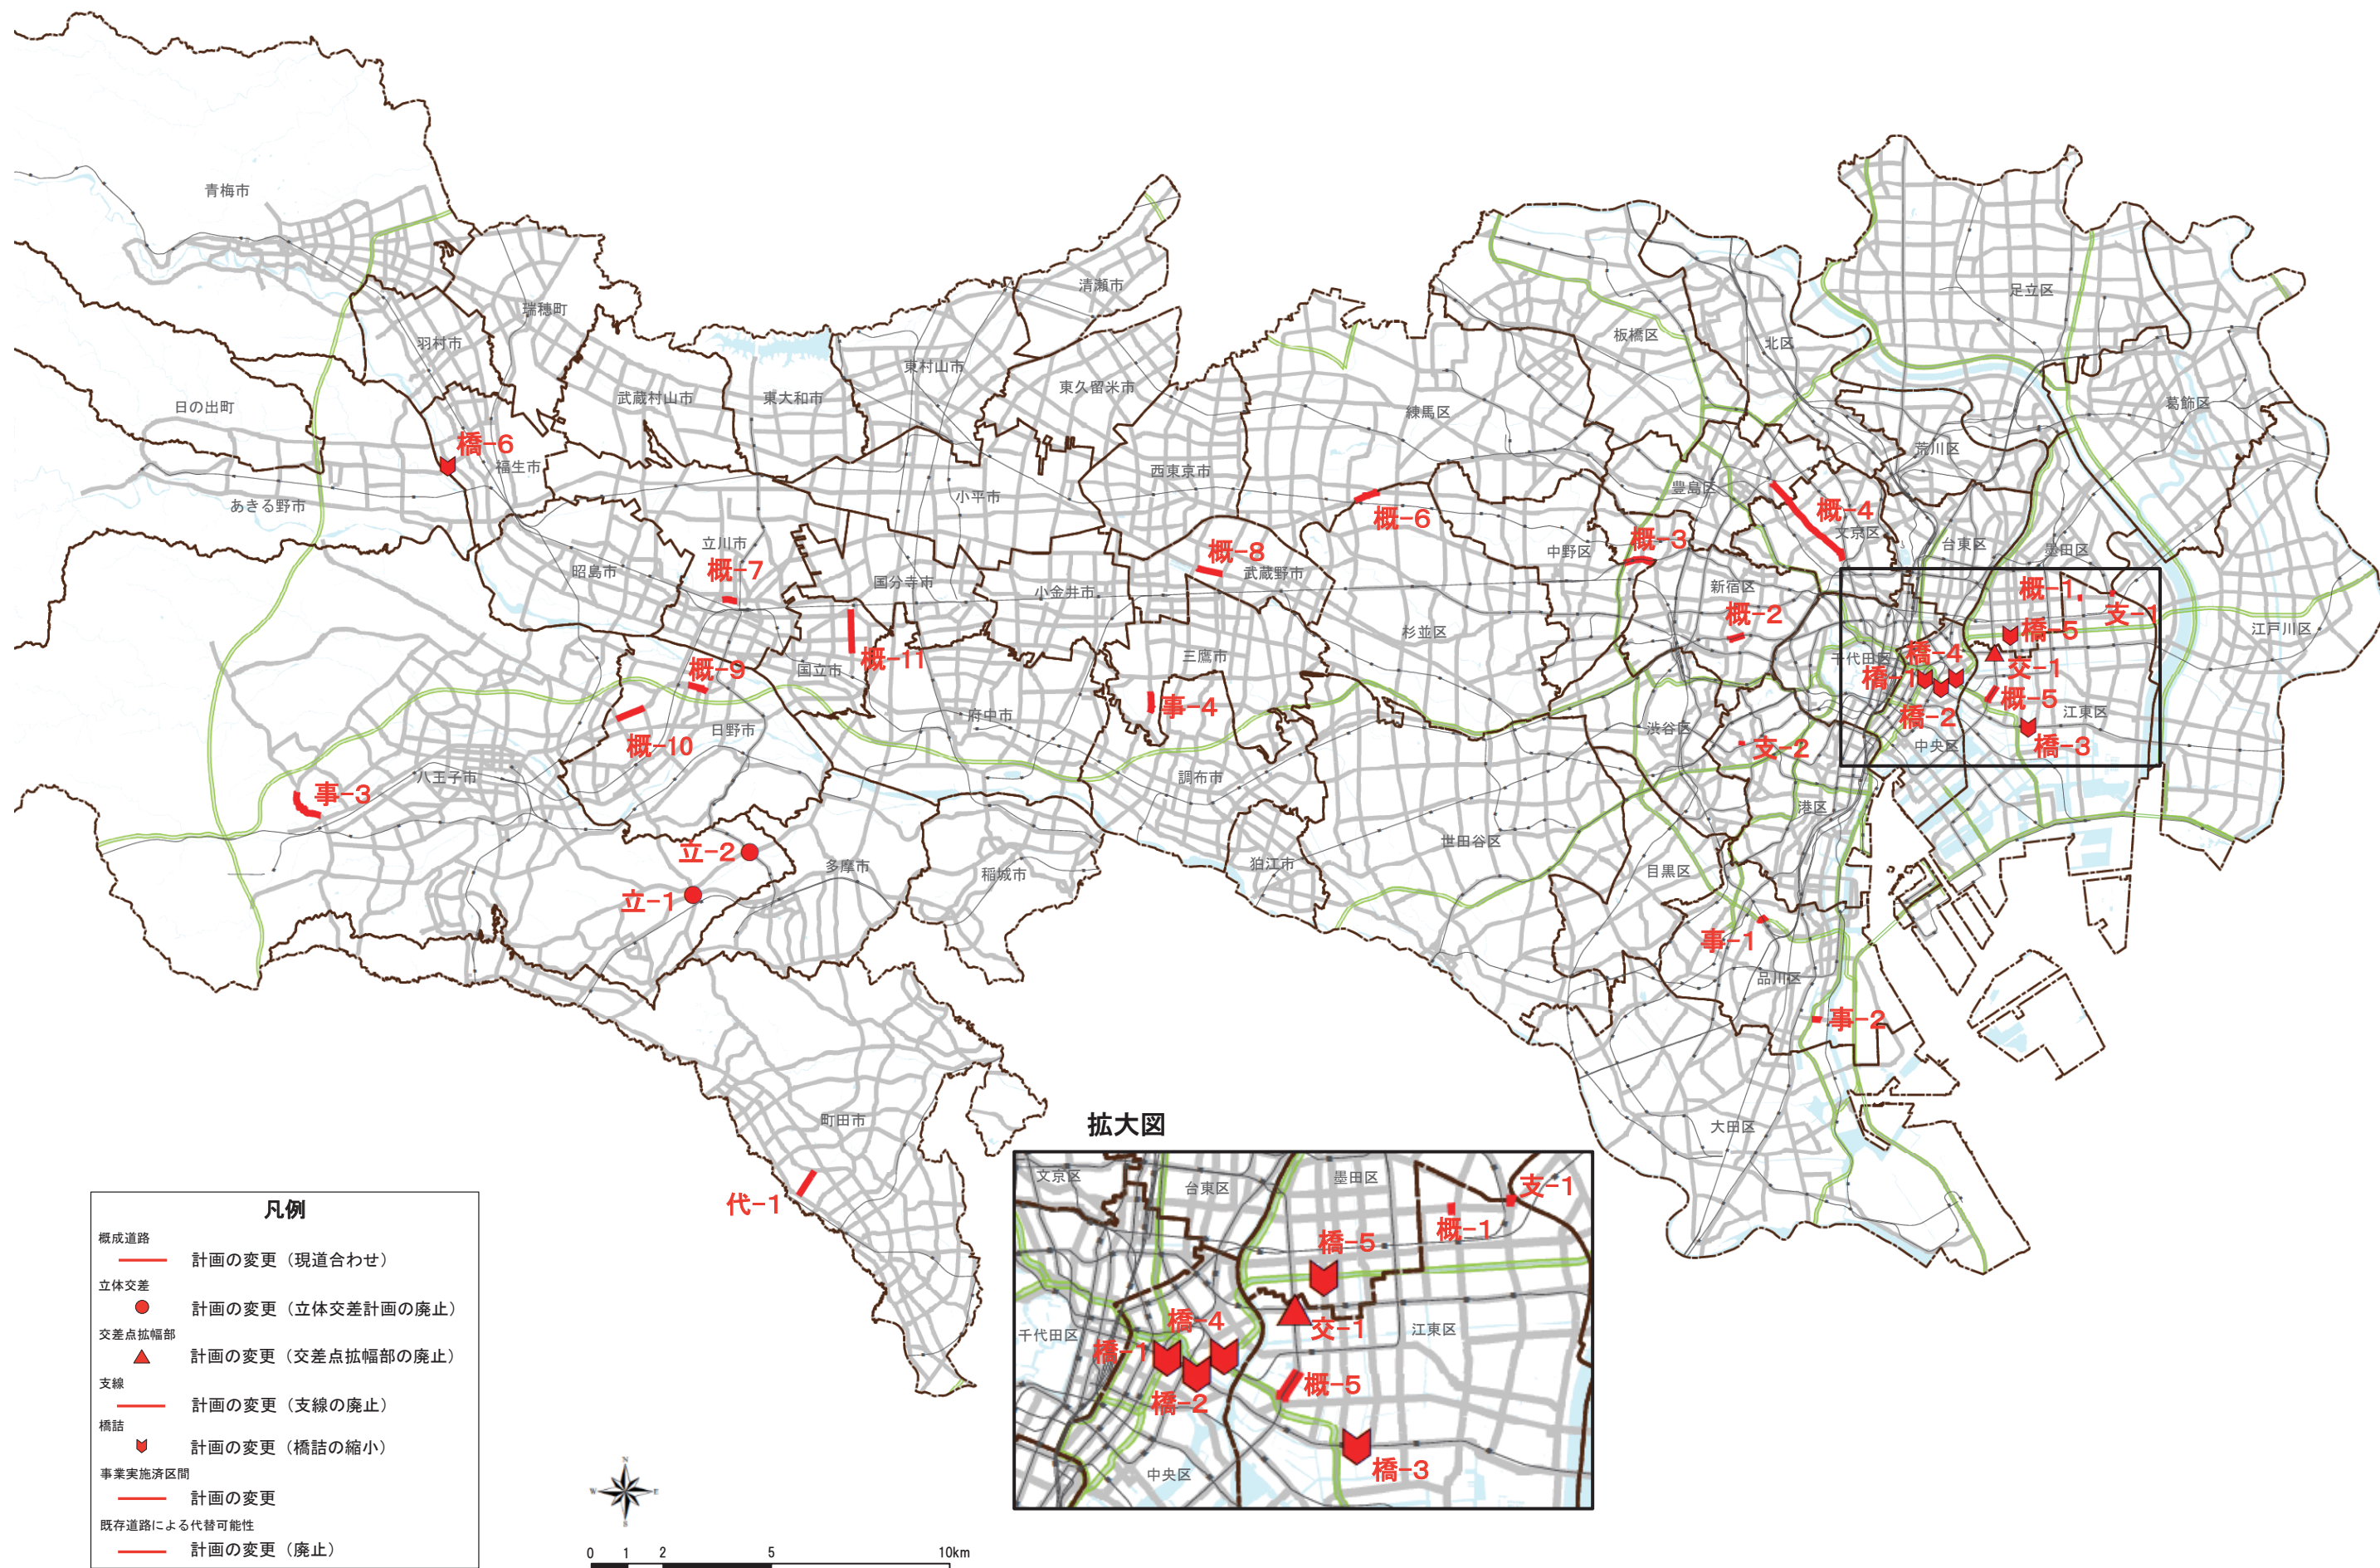 青梅市
瑞穂町
羽村市
日の出町
武蔵村山市
東大和市
東村山市
清瀬市
東久留米市
橋-6
福生市
あきる野市
小平市
西東京市
練馬区
板橋区
北区
足立区
葛飾区
荒川区
豊島区
概-4
文京区
台東区
墨田区
概-6
概-3
中野区
新宿区
概-2
概-8
武蔵野市
立川市
概-7
昭島市
国分寺市
小金井市
杉並区
概-1
支-1
橋-5
江戸川区
千代田区
橋-4
橋-1
交-1
概-5
橋-2
江東区
中央区
橋-3
概-11
国立市
概-9
三鷹市
事-4
府中市
日野市
概-10
渋谷区
支-2
調布市
八王子市
事-3
港区
立-2
多摩市
稲城市
狛江市
世田谷区
目黒区
立-1
事-1
品川区
事-2
町田市
大田区
代-1
拡大図
文京区
台東区
墨田区
支-1
概-1
橋-5
橋-4
交-1
江東区
千代田区
橋-1
概-5
橋-2
橋-3
中央区
凡例
概成道路
計画の変更（現道合わせ）
立体交差
計画の変更（立体交差計画の廃止）
交差点拡幅部
計画の変更（交差点拡幅部の廃止）
支線
計画の変更（支線の廃止）
橋詰
計画の変更（橋詰の縮小）
事業実施済区間
計画の変更
既存道路による代替可能性
計画の変更（廃止）
N
W E
S
0 1 2 5 10km